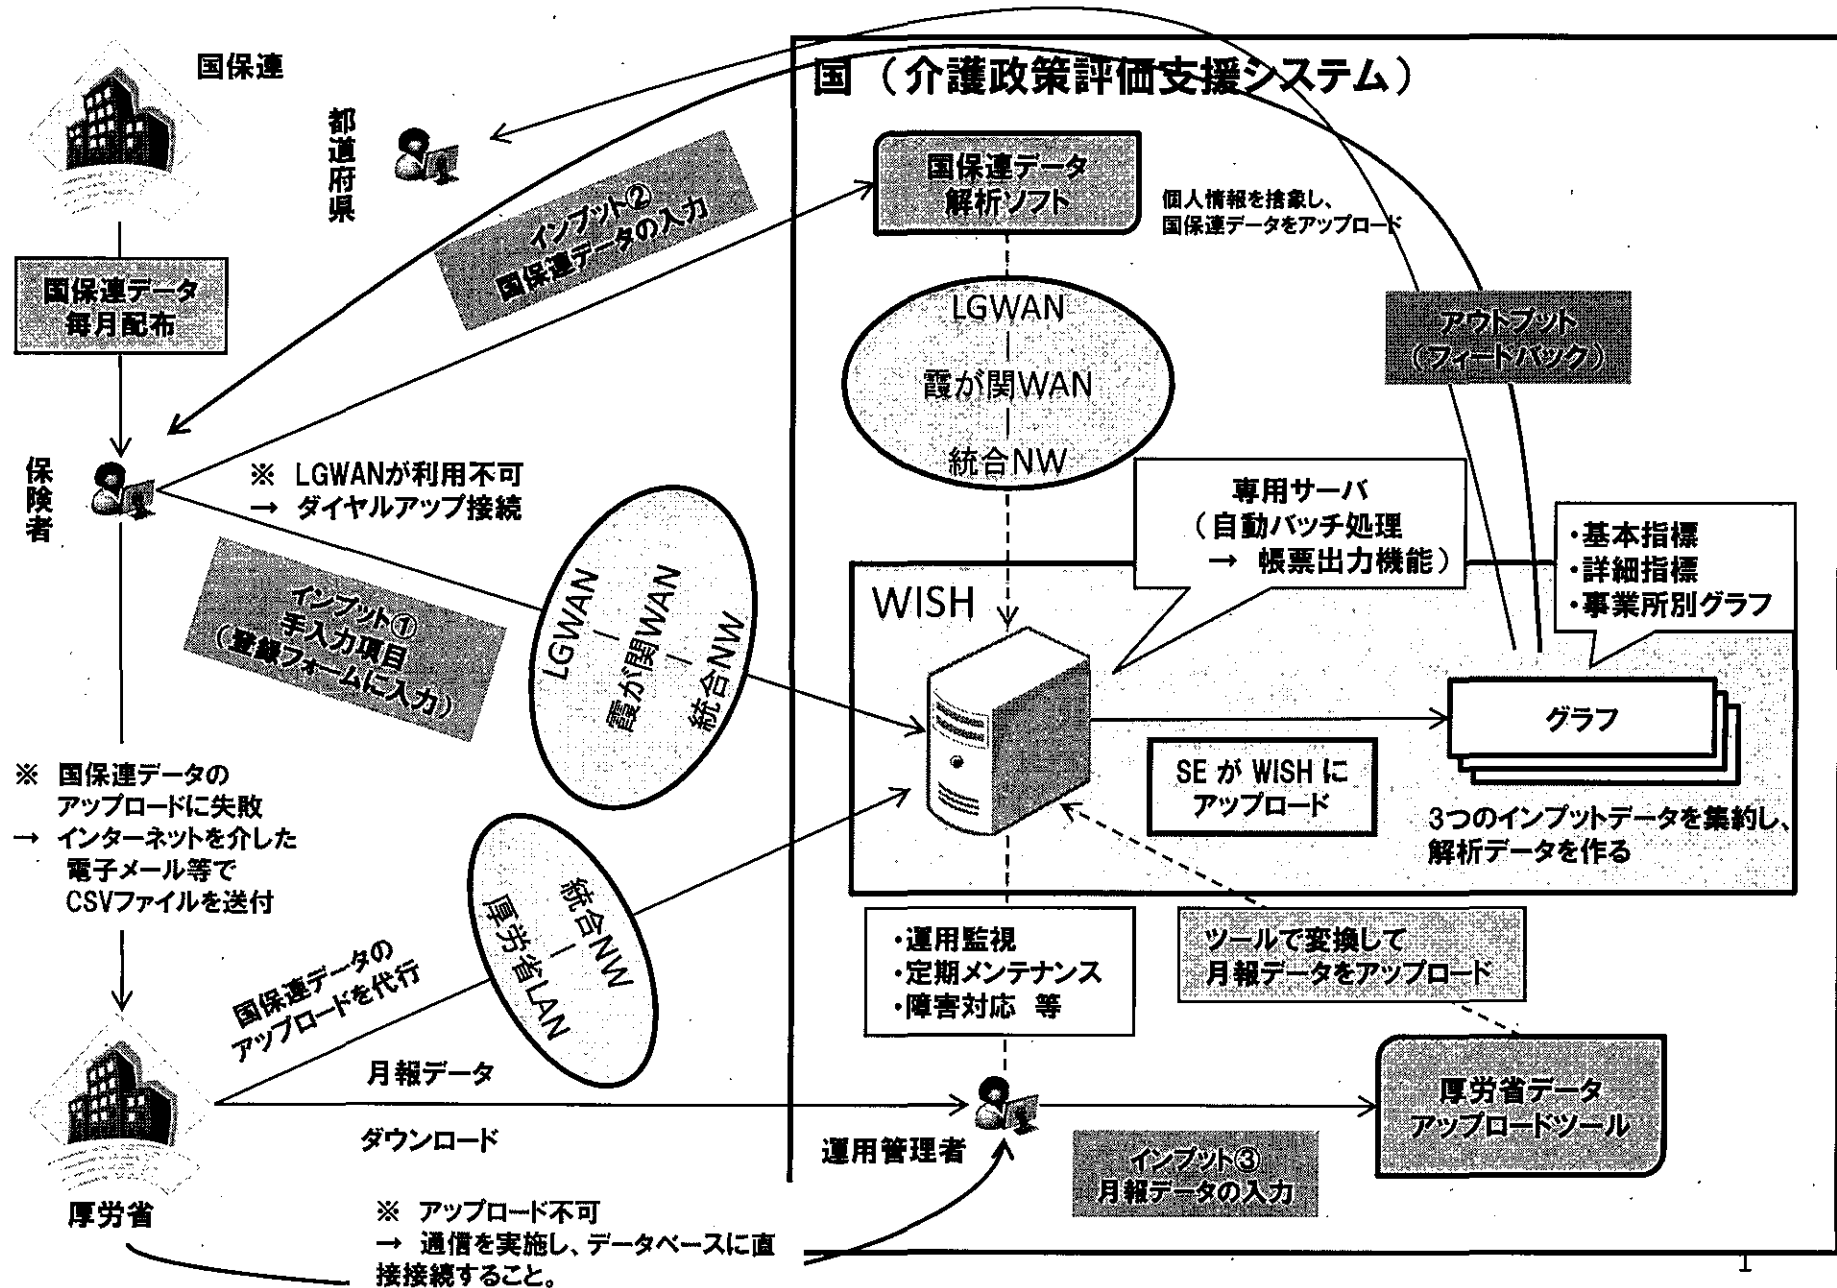 国保連
都道府県
国（介護政策評価支援システム）
国保連データ
解析ソフト
個人情報を捨象し、
国保連データをアップロード
インプット②
国保連データの入力
国保連データ
毎月配布
LGWAN
｜
霞が関WAN
｜
統合NW
アウトプット
（フィードバック）
保険者
※ LGWANが利用不可
→ ダイヤルアップ接続
専用サーバ
（自動バッチ処理
→ 帳票出力機能）
・基本指標
・詳細指標
・事業所別グラフ
インプット①
手入力項目
（登録フォームに入力）
LGWAN
｜
霞が関WAN
｜
統合NW
WISH
グラフ
SE が WISH に
アップロード
3つのインプットデータを集約し、
解析データを作る
※ 国保連データの
アップロードに失敗
→ インターネットを介した
電子メール等で
CSVファイルを送付
統合NW
｜
厚労省LAN
国保連データの
アップロードを代行
・運用監視
・定期メンテナンス
・障害対応 等
ツールで変換して
月報データをアップロード
月報データ
ダウンロード
運用管理者
厚労省データ
アップロードツール
インプット③
月報データの入力
厚労省
※ アップロード不可
→ 通信を実施し、データベースに直
接接続すること。
1